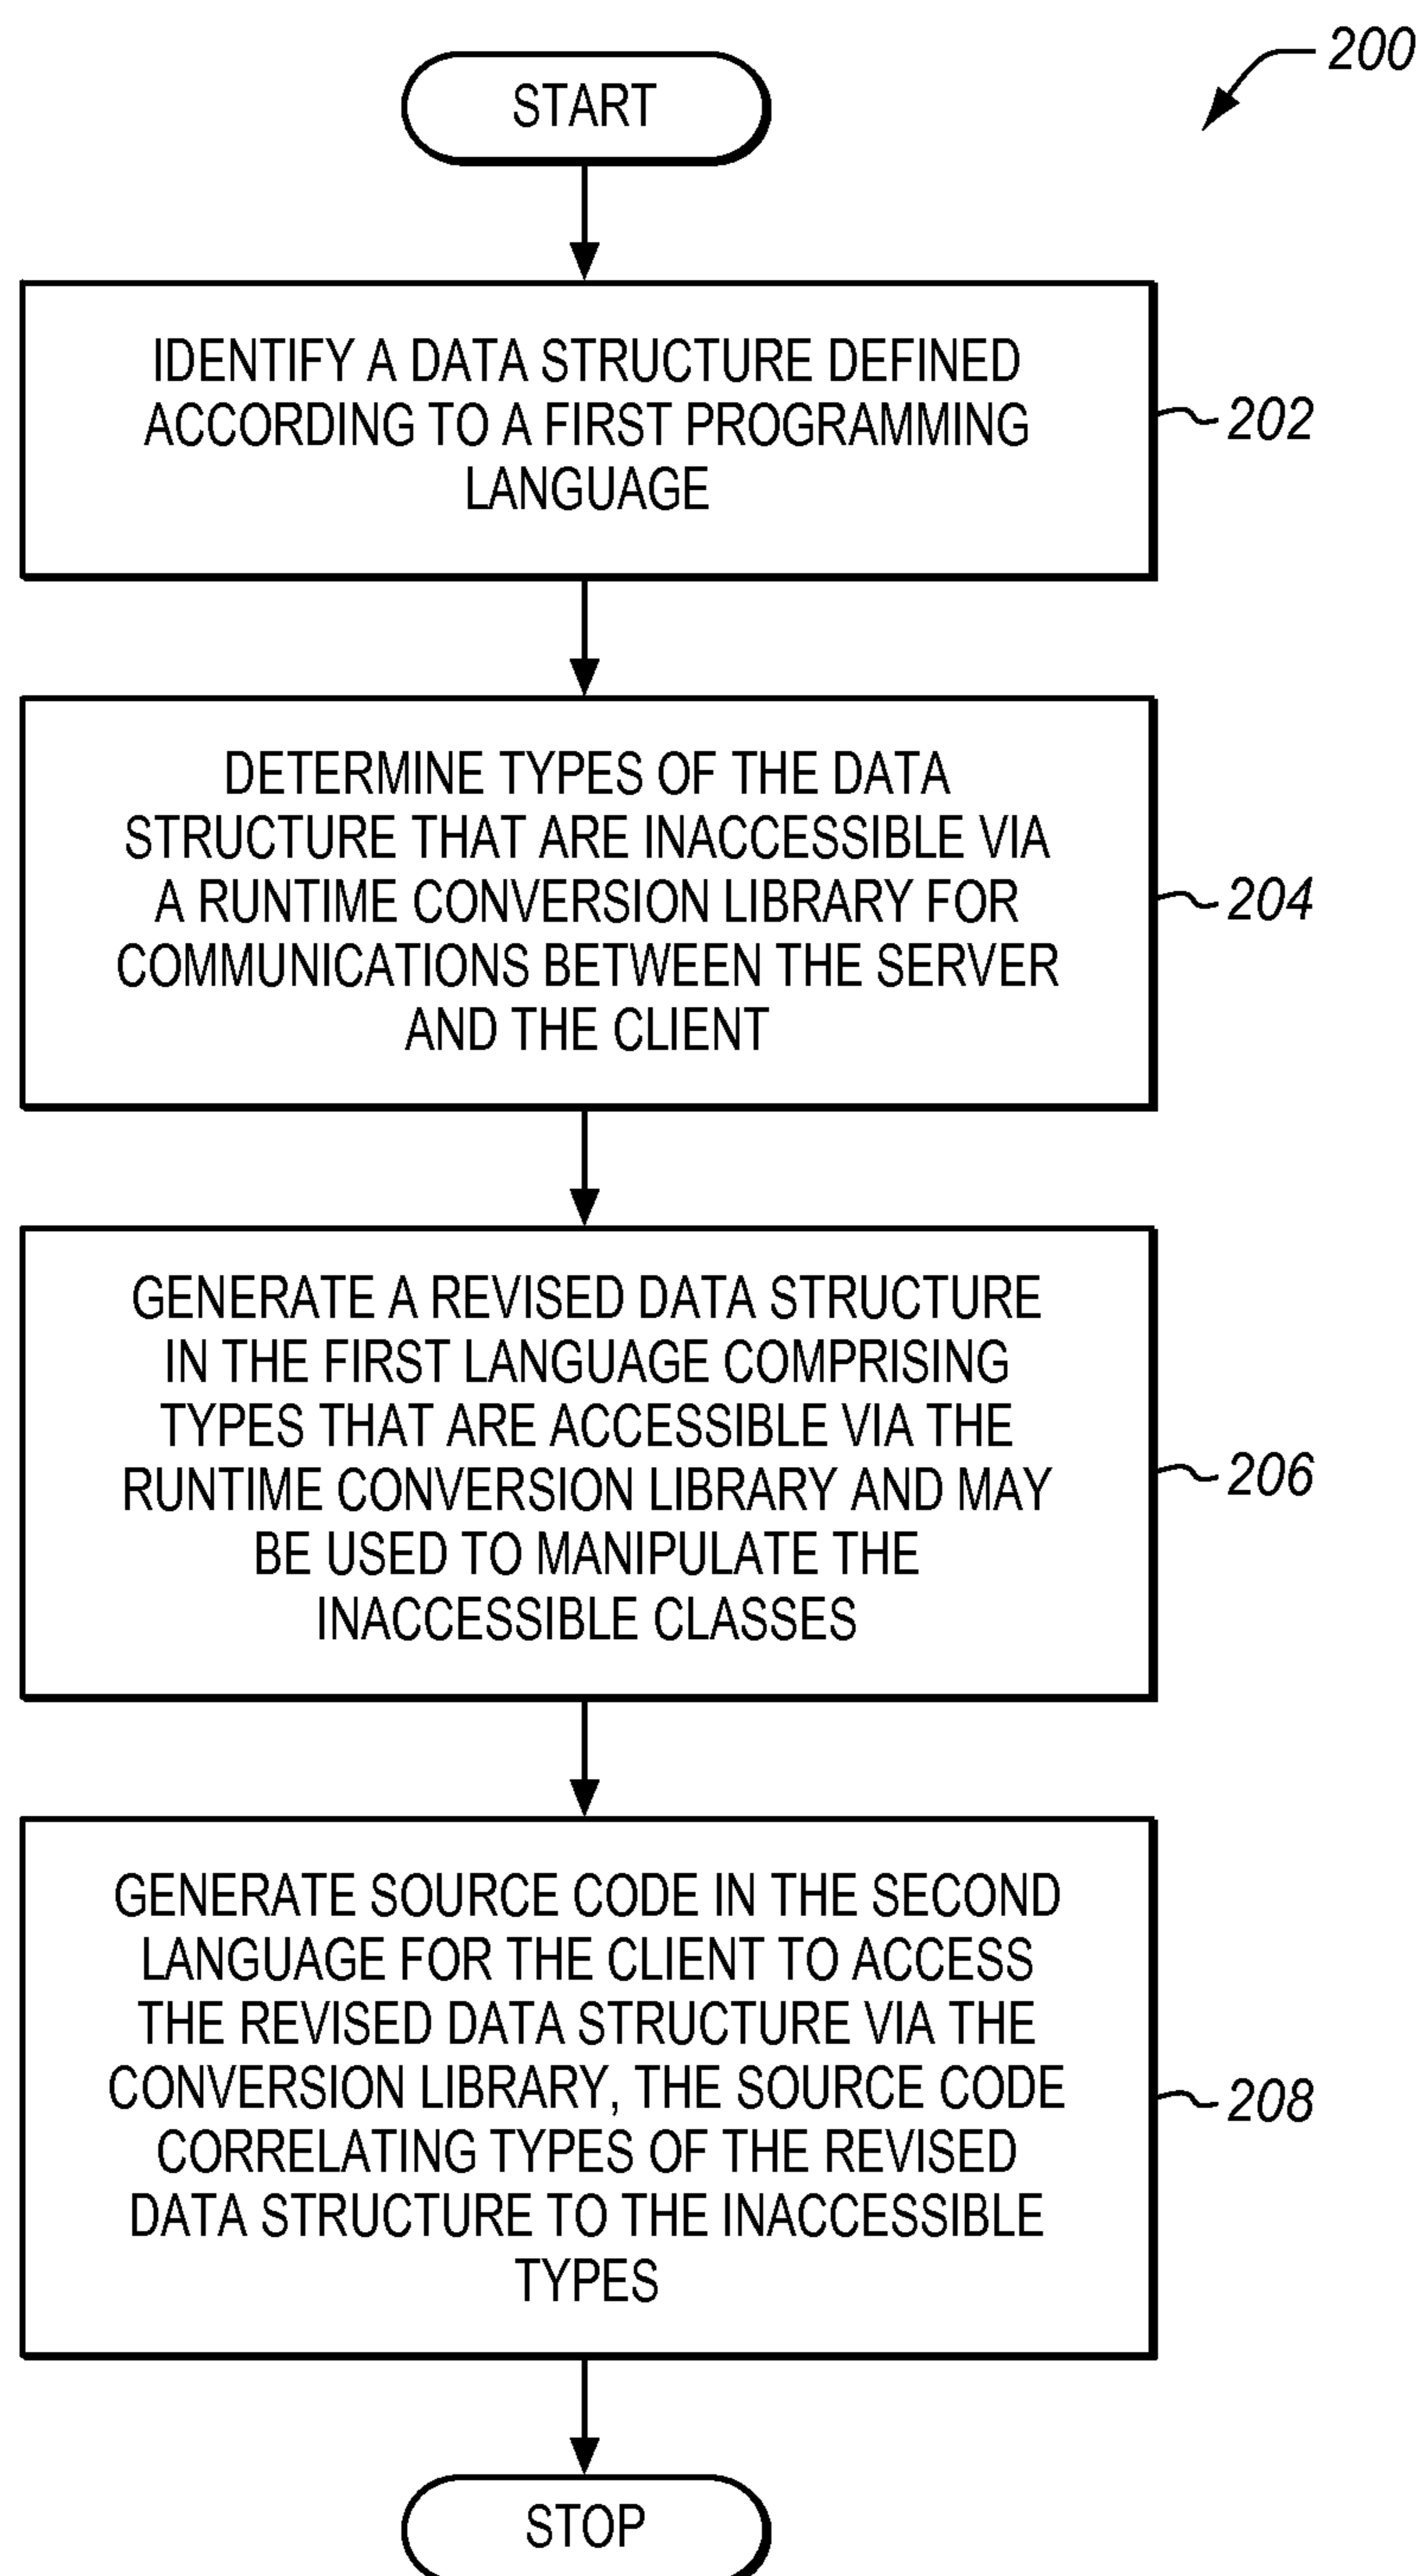 200
START
IDENTIFY A DATA STRUCTURE DEFINED
ACCORDING TO A FIRST PROGRAMMING
LANGUAGE
202
DETERMINE TYPES OF THE DATA
STRUCTURE THAT ARE INACCESSIBLE VIA
A RUNTIME CONVERSION LIBRARY FOR
COMMUNICATIONS BETWEEN THE SERVER
AND THE CLIENT
204
GENERATE A REVISED DATA STRUCTURE
IN THE FIRST LANGUAGE COMPRISING
TYPES THAT ARE ACCESSIBLE VIA THE
RUNTIME CONVERSION LIBRARY AND MAY
BE USED TO MANIPULATE THE
INACCESSIBLE CLASSES
206
GENERATE SOURCE CODE IN THE SECOND
LANGUAGE FOR THE CLIENT TO ACCESS
THE REVISED DATA STRUCTURE VIA THE
CONVERSION LIBRARY, THE SOURCE CODE
CORRELATING TYPES OF THE REVISED
DATA STRUCTURE TO THE INACCESSIBLE
TYPES
208
STOP